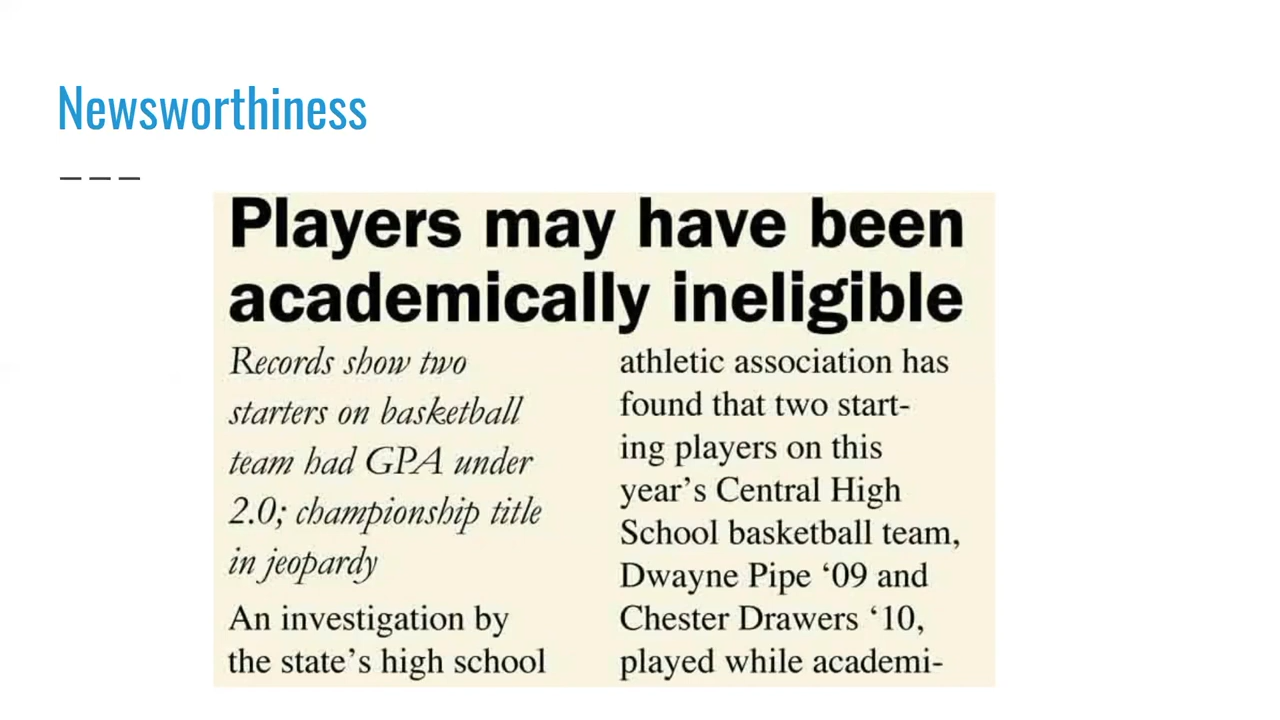 Newsworthiness
Players may have been
academically ineligible
Records show two
starters on basketball
team had GPA under
2.0; championship title
in jeopardy
An investigation by
the state’s high school
athletic association has
found that two start-
ing players on this
year’s Central High
School basketball team,
Dwayne Pipe ‘09 and
Chester Drawers ‘10,
played while academi-